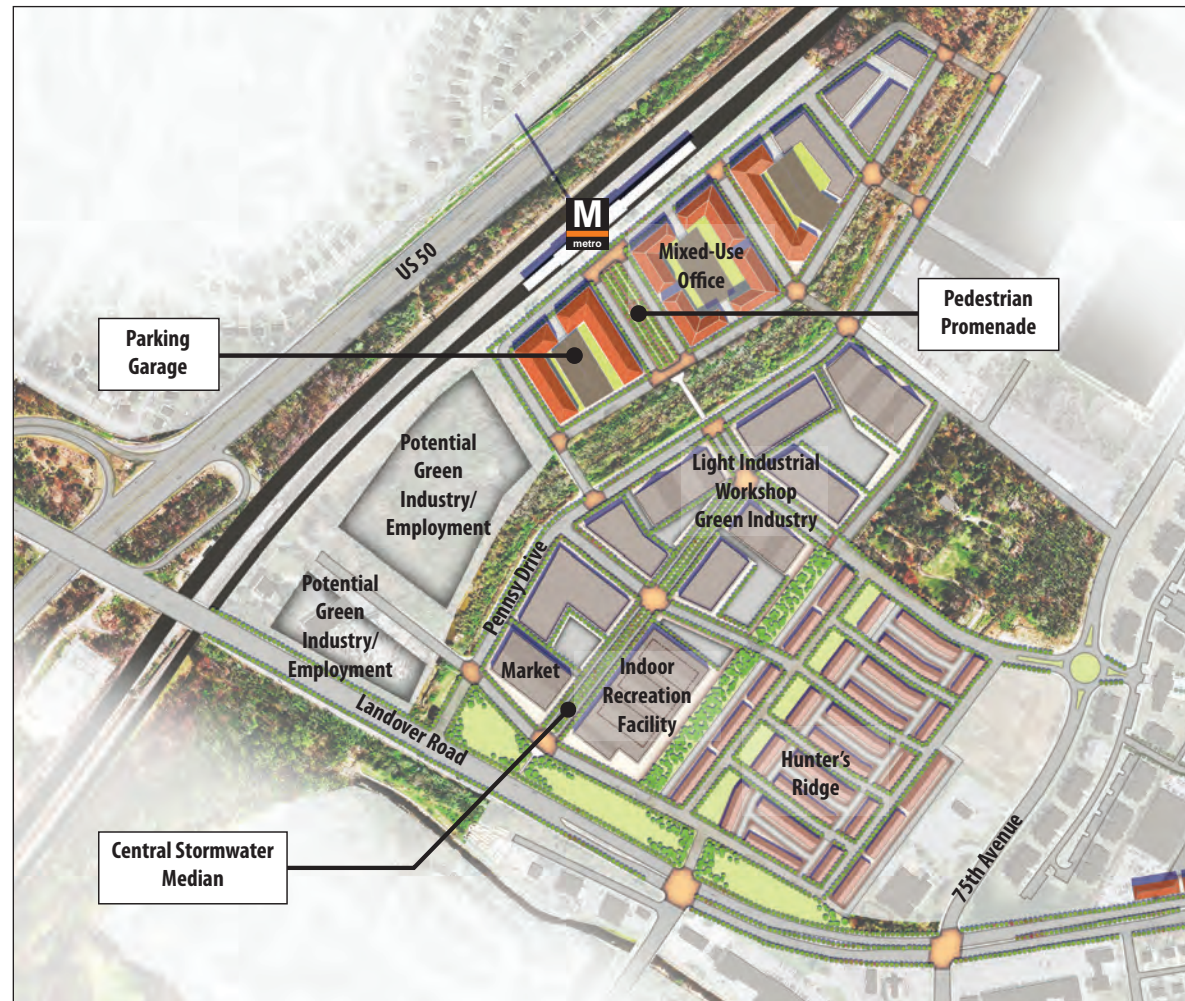 M
metro
US 50
Mixed-Use
Office
Pedestrian
Promenade
Parking
Garage
Potential
Green
Industry/
Employment
Light Industrial
Workshop
Green Industry
Pennsy Drive
Potential
Green
Industry/
Employment
Market
Indoor
Recreation
Facility
Landover Road
Hunter's
Ridge
Central Stormwater
Median
75th Avenue